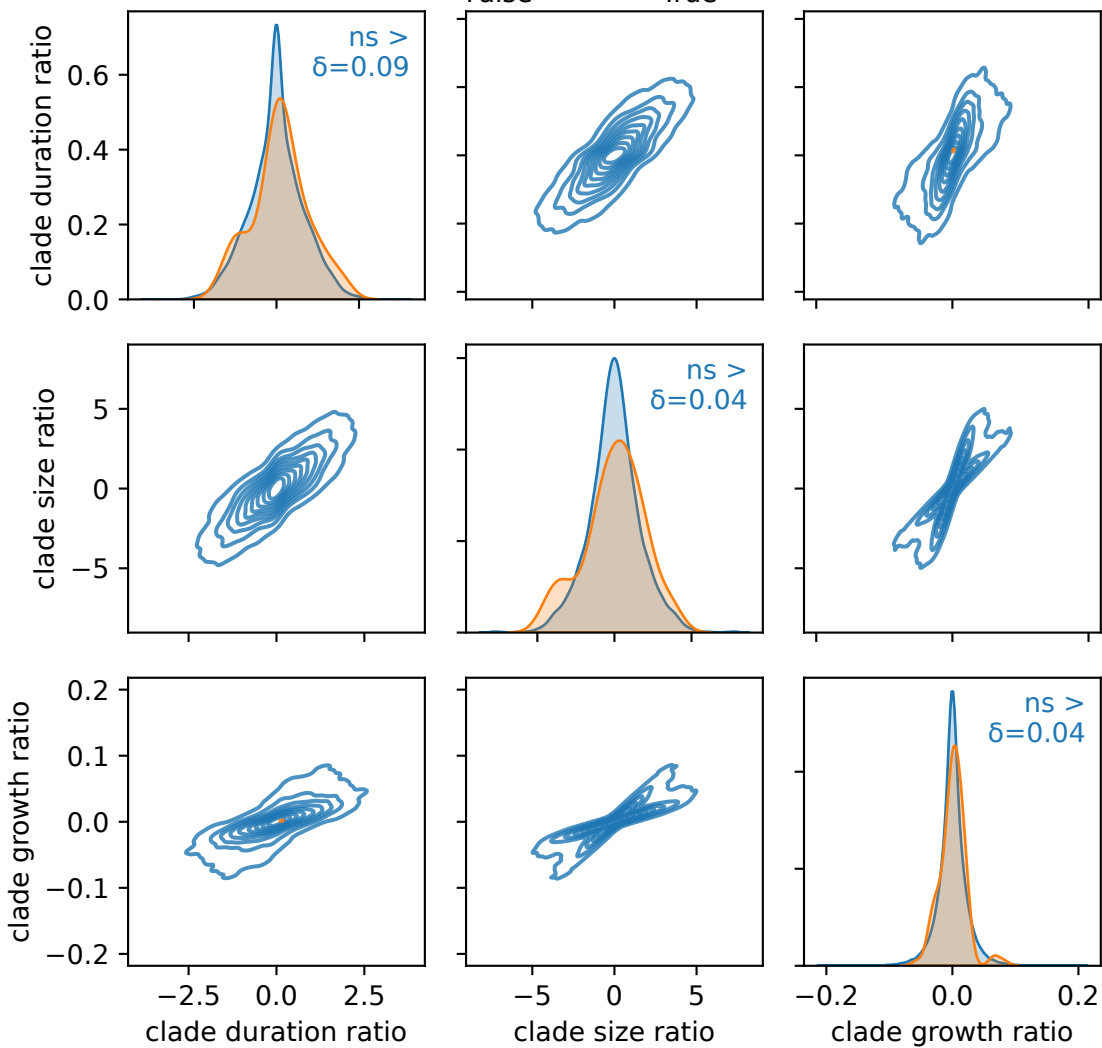 False True
clade duration ratio
0.6
0.4
0.2
0.0
ns >
δ=0.09
clade size ratio
5
0
−5
ns >
δ=0.04
clade growth ratio
0.2
0.1
0.0
−0.1
−0.2
ns >
δ=0.04
−2.5 0.0 2.5
−5 0 5
−0.2 0.0 0.2
clade duration ratio
clade size ratio
clade growth ratio